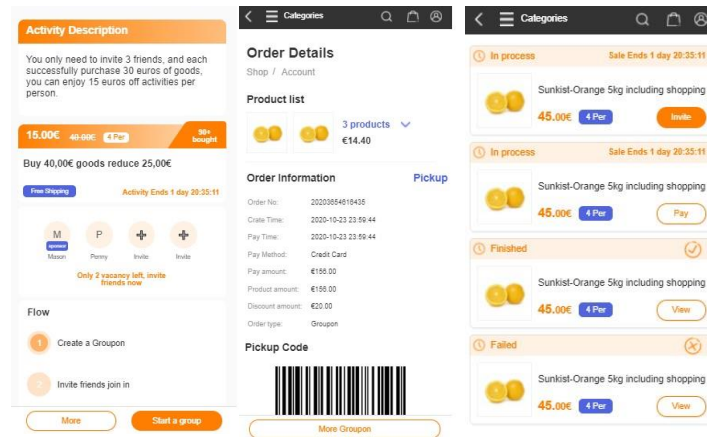 Activity Description
You only need to invite 3 friends, and each
successfully purchase 30 euros of goods,
you can enjoy 15 euros off activities per
person.
15.00€ 40.00€ 4 Per 90+
bought
Buy 40,00€ goods reduce 25,00€
Free Shipping Activity Ends 1 day 20:35:11
M P
sponsor
Mason Penny Invite Invite
Only 2 vacancy left, invite
friends now
Flow
1 Create a Groupon
2 Invite friends join in
More Start a group
Categories
Order Details
Shop / Account
Product list
3 products
€14.40
Order Information Pickup
Order No: 20203654616435
Crate Time: 2020-10-23 23:59:44
Pay Time: 2020-10-23 23:59:44
Pay Method: Credit Card
Pay amount: €156.00
Product amount: €156.00
Discount amount: €20.00
Order type: Groupon
Pickup Code
More Groupon
Categories
In process Sale Ends 1 day 20:35:11
Sunkist-Orange 5kg including shopping
45.00€ 4 Per Invite
In process Sale Ends 1 day 20:35:11
Sunkist-Orange 5kg including shopping
45.00€ 4 Per Pay
Finished
Sunkist-Orange 5kg including shopping
45.00€ 4 Per View
Failed
Sunkist-Orange 5kg including shopping
45.00€ 4 Per View